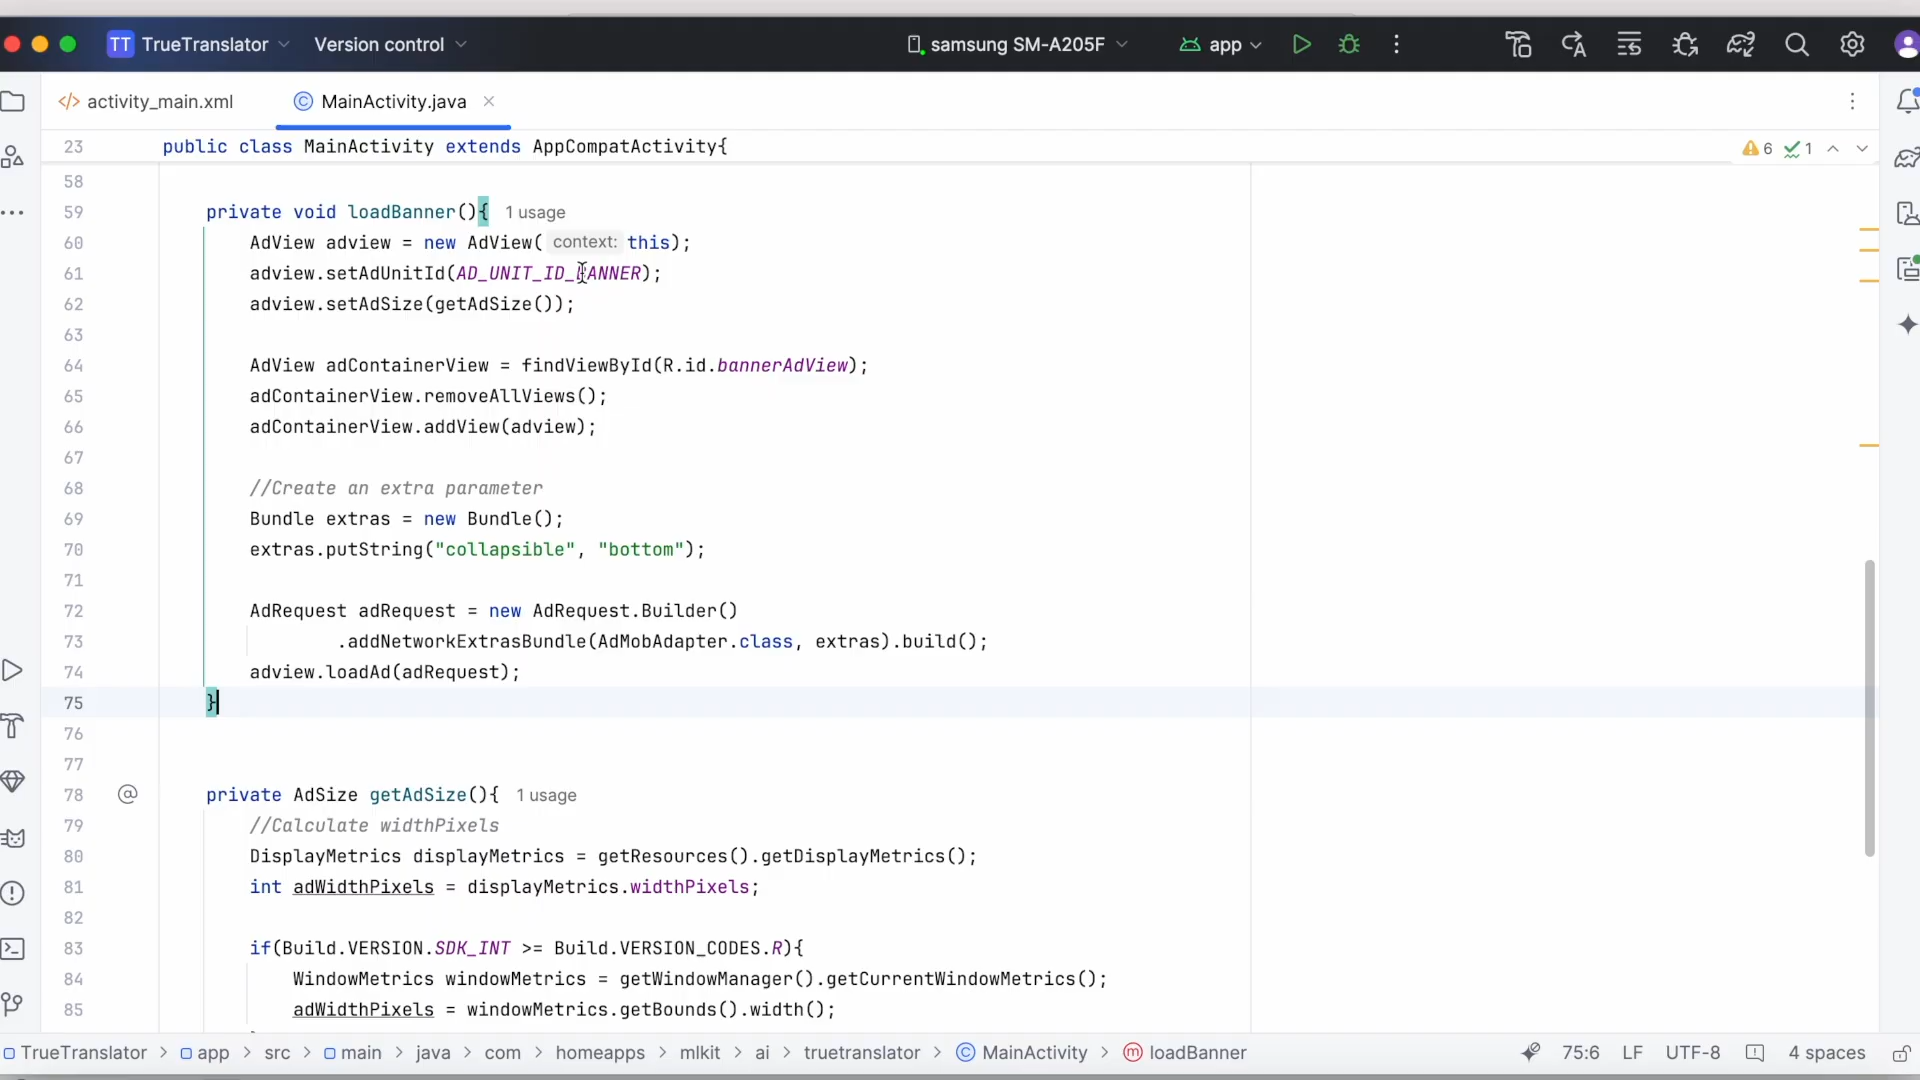 TT TrueTranslator Version control samsung SM-A205F app
activity_main.xml MainActivity.java
23 public class MainActivity extends AppCompatActivity{ 6 1
58
59 private void loadBanner(){ 1 usage
60 AdView adview = new AdView( context: this);
61 adview.setAdUnitId(AD_UNIT_ID_BANNER);
62 adview.setAdSize(getAdSize());
63
64 AdView adContainerView = findViewById(R.id.bannerAdView);
65 adContainerView.removeAllViews();
66 adContainerView.addView(adview);
67
68 //Create an extra parameter
69 Bundle extras = new Bundle();
70 extras.putString("collapsible", "bottom");
71
72 AdRequest adRequest = new AdRequest.Builder()
73 .addNetworkExtrasBundle(AdMobAdapter.class, extras).build();
74 adview.loadAd(adRequest);
75 }
76
77
78 @ private AdSize getAdSize(){ 1 usage
79 //Calculate widthPixels
80 DisplayMetrics displayMetrics = getResources().getDisplayMetrics();
81 int adWidthPixels = displayMetrics.widthPixels;
82
83 if(Build.VERSION.SDK_INT >= Build.VERSION_CODES.R){
84 WindowMetrics windowMetrics = getWindowManager().getCurrentWindowMetrics();
85 adWidthPixels = windowMetrics.getBounds().width();
TrueTranslator > app > src > main > java > com > homeapps > mlkit > ai > truetranslator > MainActivity > loadBanner 75:6 LF UTF-8 4 spaces